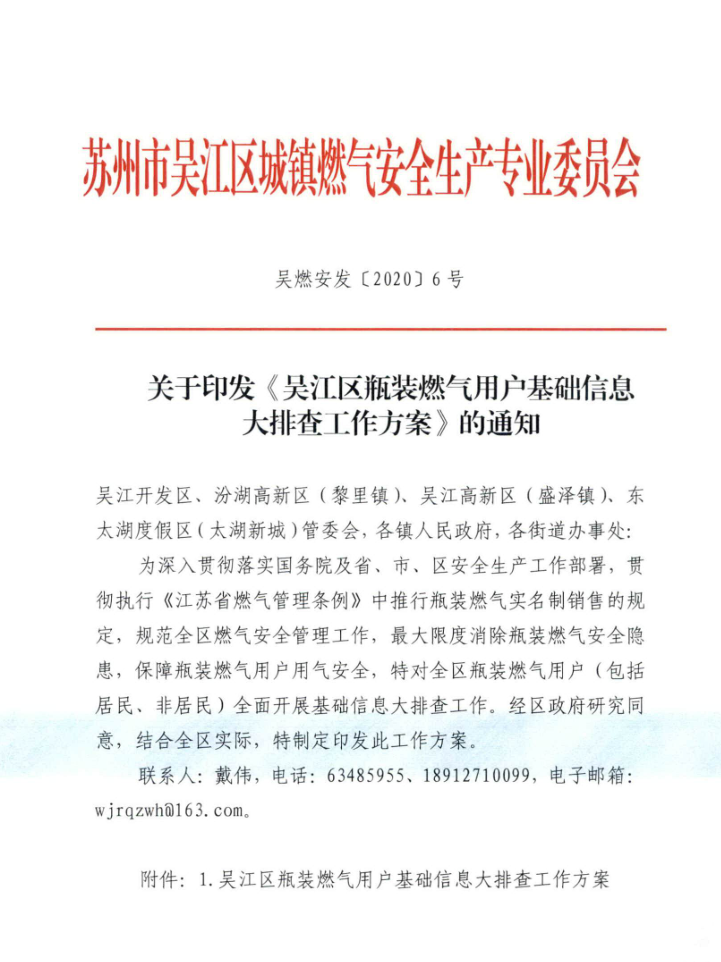 苏州市吴江区城镇燃气安全生产专业委员会
吴燃安发〔2020〕6号
关于印发《吴江区瓶装燃气用户基础信息
大排查工作方案》的通知
吴江开发区、汾湖高新区（黎里镇）、吴江高新区（盛泽镇）、东
太湖度假区（太湖新城）管委会，各镇人民政府，各街道办事处：
为深入贯彻落实国务院及省、市、区安全生产工作部署，贯
彻执行《江苏省燃气管理条例》中推行瓶装燃气实名制销售的规
定，规范全区燃气安全管理工作，最大限度消除瓶装燃气安全隐
患，保障瓶装燃气用户用气安全，特对全区瓶装燃气用户（包括
居民、非居民）全面开展基础信息大排查工作。经区政府研究同
意，结合全区实际，特制定印发此工作方案。
联系人：戴伟，电话：63485955、18912710099，电子邮箱：
wjrqzwh@163.com。
附件：1.吴江区瓶装燃气用户基础信息大排查工作方案